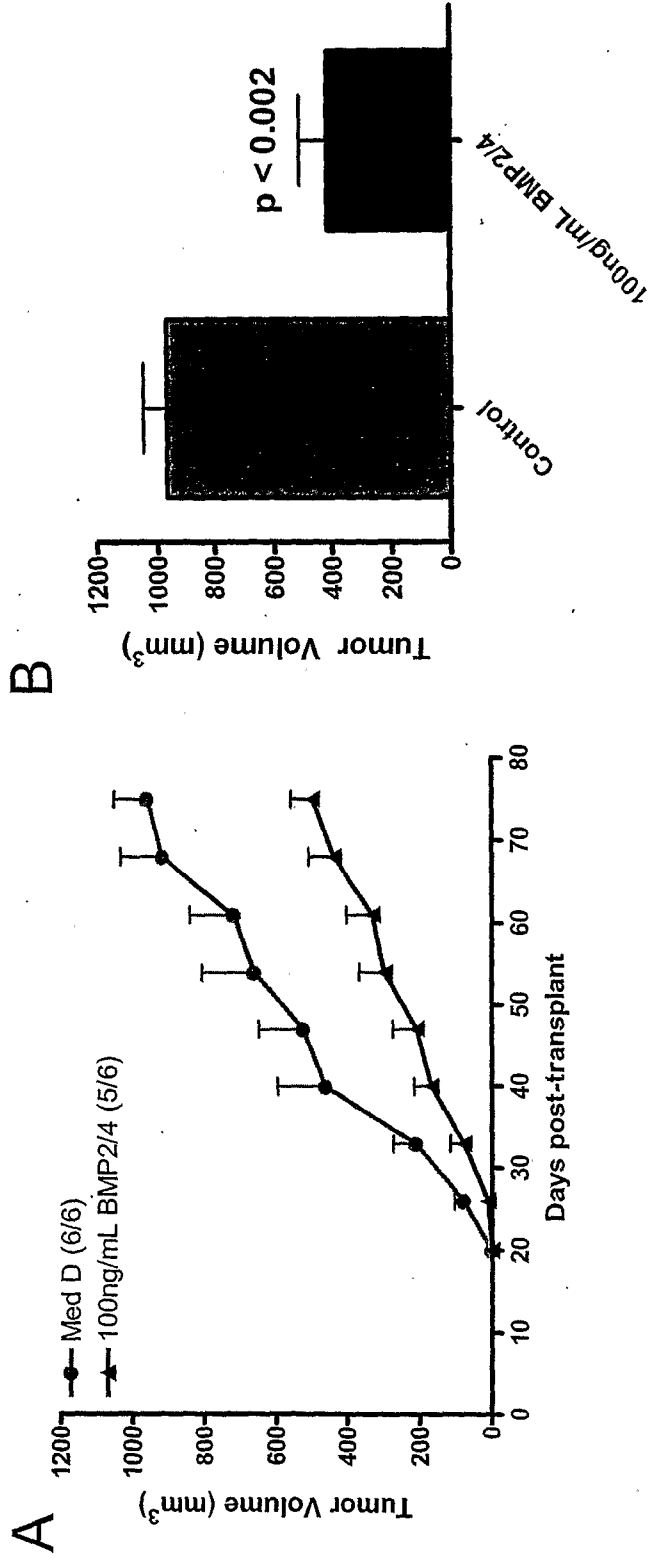 A
Med D (6/6)
100ng/mL BMP2/4 (5/6)
Tumor Volume (mm³)
1200
1000
800
600
400
200
0
0
10
20
30
40
50
60
70
80
Days post-transplant
B
Tumor Volume (mm³)
1200
1000
800
600
400
200
0
p < 0.002
Control
100ng/mL BMP2/4